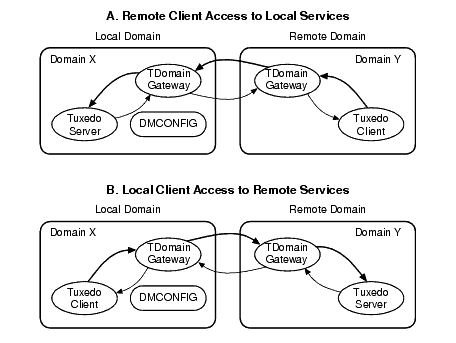 A. Remote Client Access to Local Services
Local Domain
Remote Domain
Domain X
Domain Y
TDomain
Gateway
TDomain
Gateway
Tuxedo
Server
DMCONFIG
Tuxedo
Client
B. Local Client Access to Remote Services
Local Domain
Remote Domain
Domain X
Domain Y
TDomain
Gateway
TDomain
Gateway
Tuxedo
Client
DMCONFIG
Tuxedo
Server